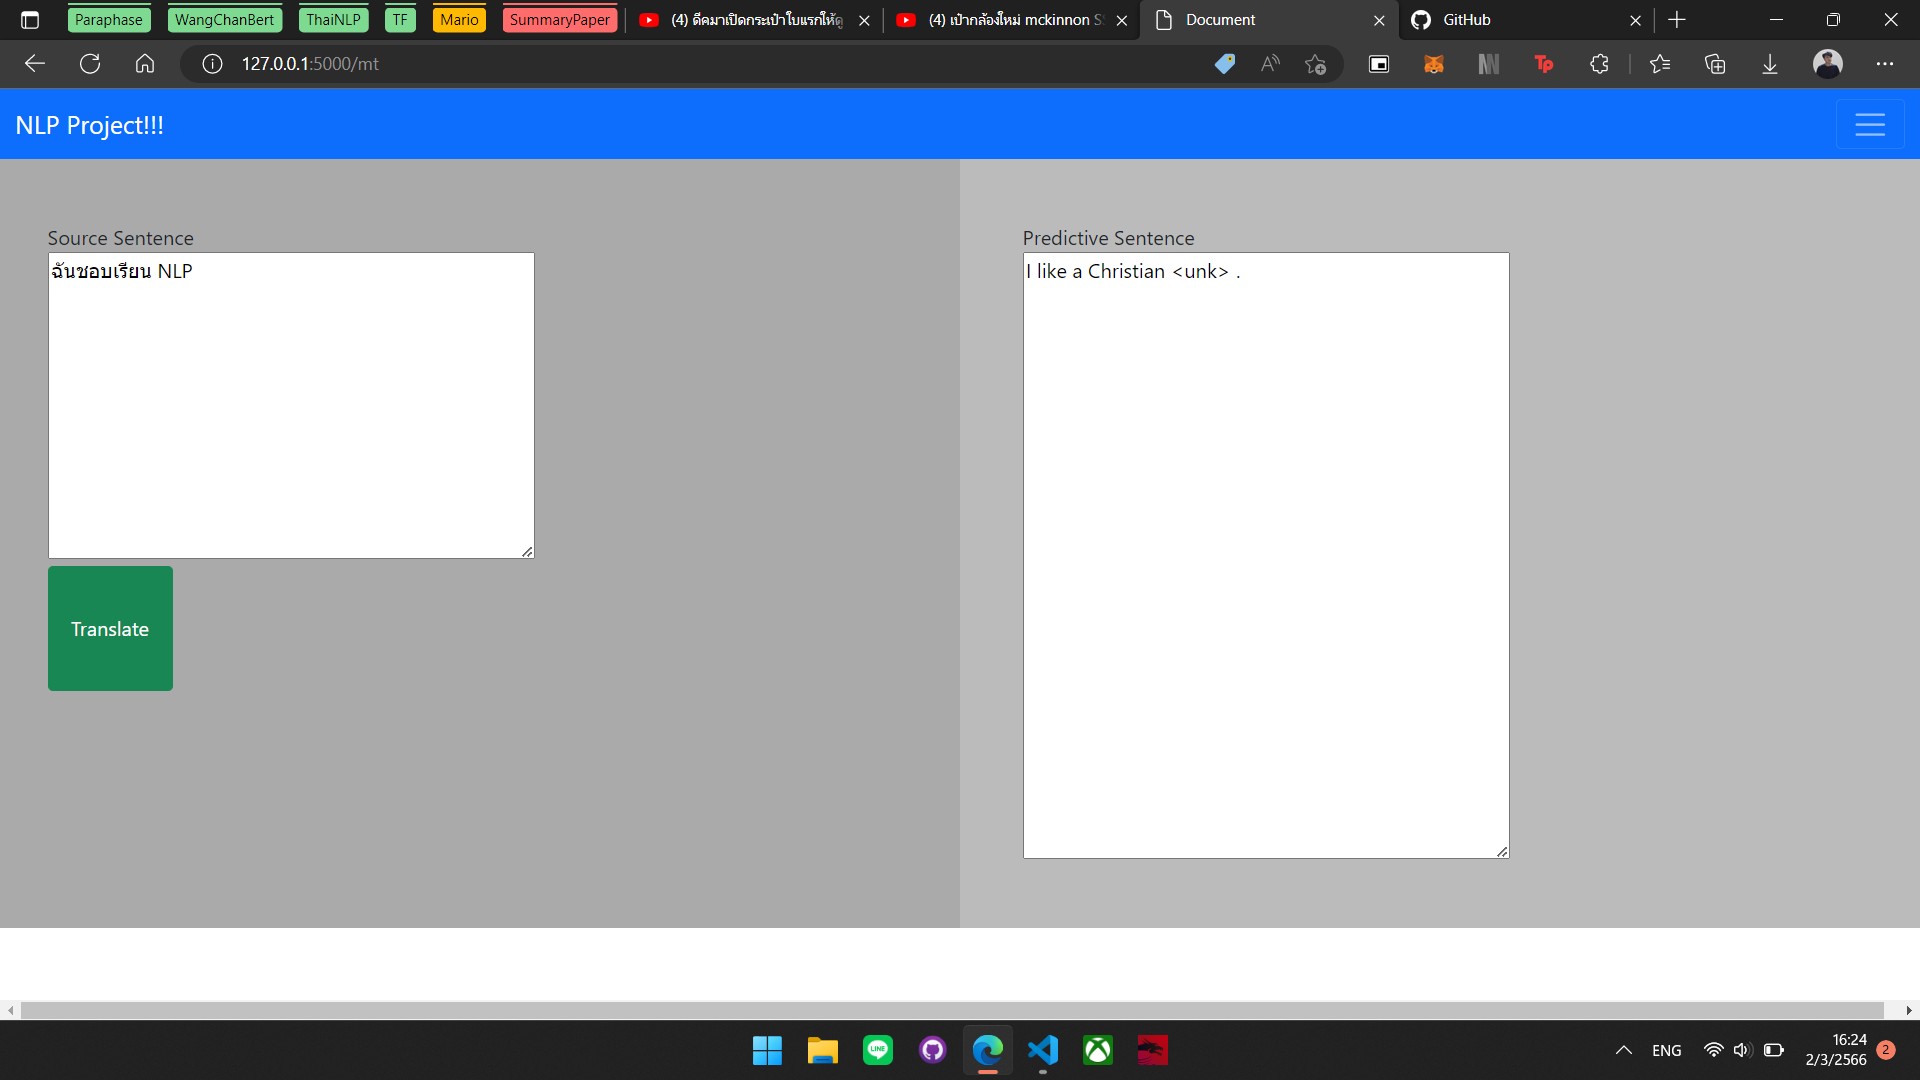 Paraphase
WangChanBert
ThaiNLP
TF
Mario
SummaryPaper
(4) ดีดมาเปิดกระเป๋าใบแรกให้ดู
(4) เป๋ากล้องใหม่ mckinnon S
Document
GitHub
127.0.0.1:5000/mt
Tp
NLP Project!!!
Source Sentence
ฉันชอบเรียน NLP
Translate
Predictive Sentence
I like a Christian <unk> .
LINE
ENG
16:24
2/3/2566
2